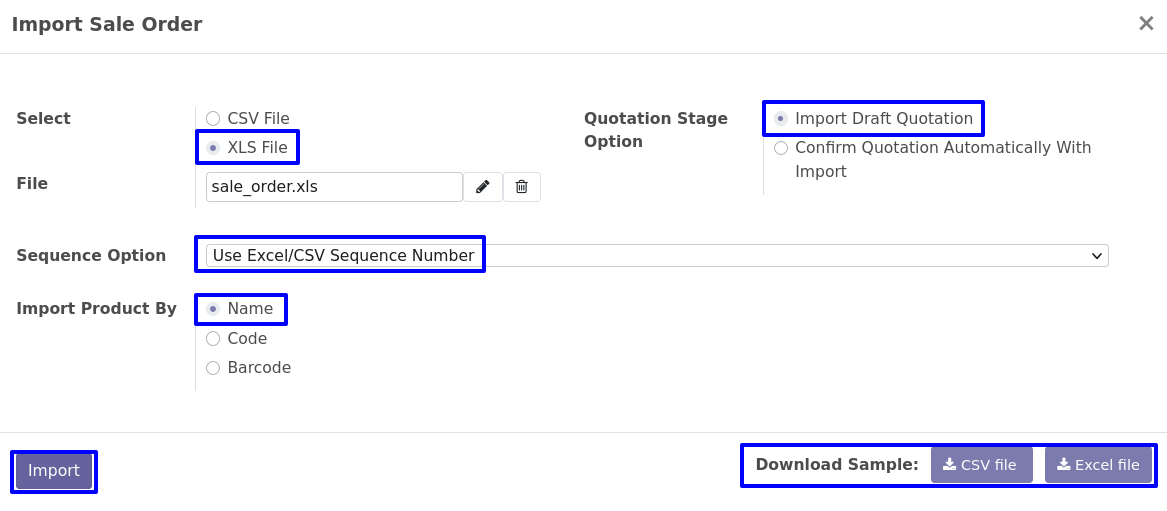 Import Sale Order
Select
CSV File
XLS File
Quotation Stage
Option
Import Draft Quotation
Confirm Quotation Automatically With
Import
File
sale_order.xls
Sequence Option
Use Excel/CSV Sequence Number
Import Product By
Name
Code
Barcode
Import
Download Sample:
CSV file
Excel file